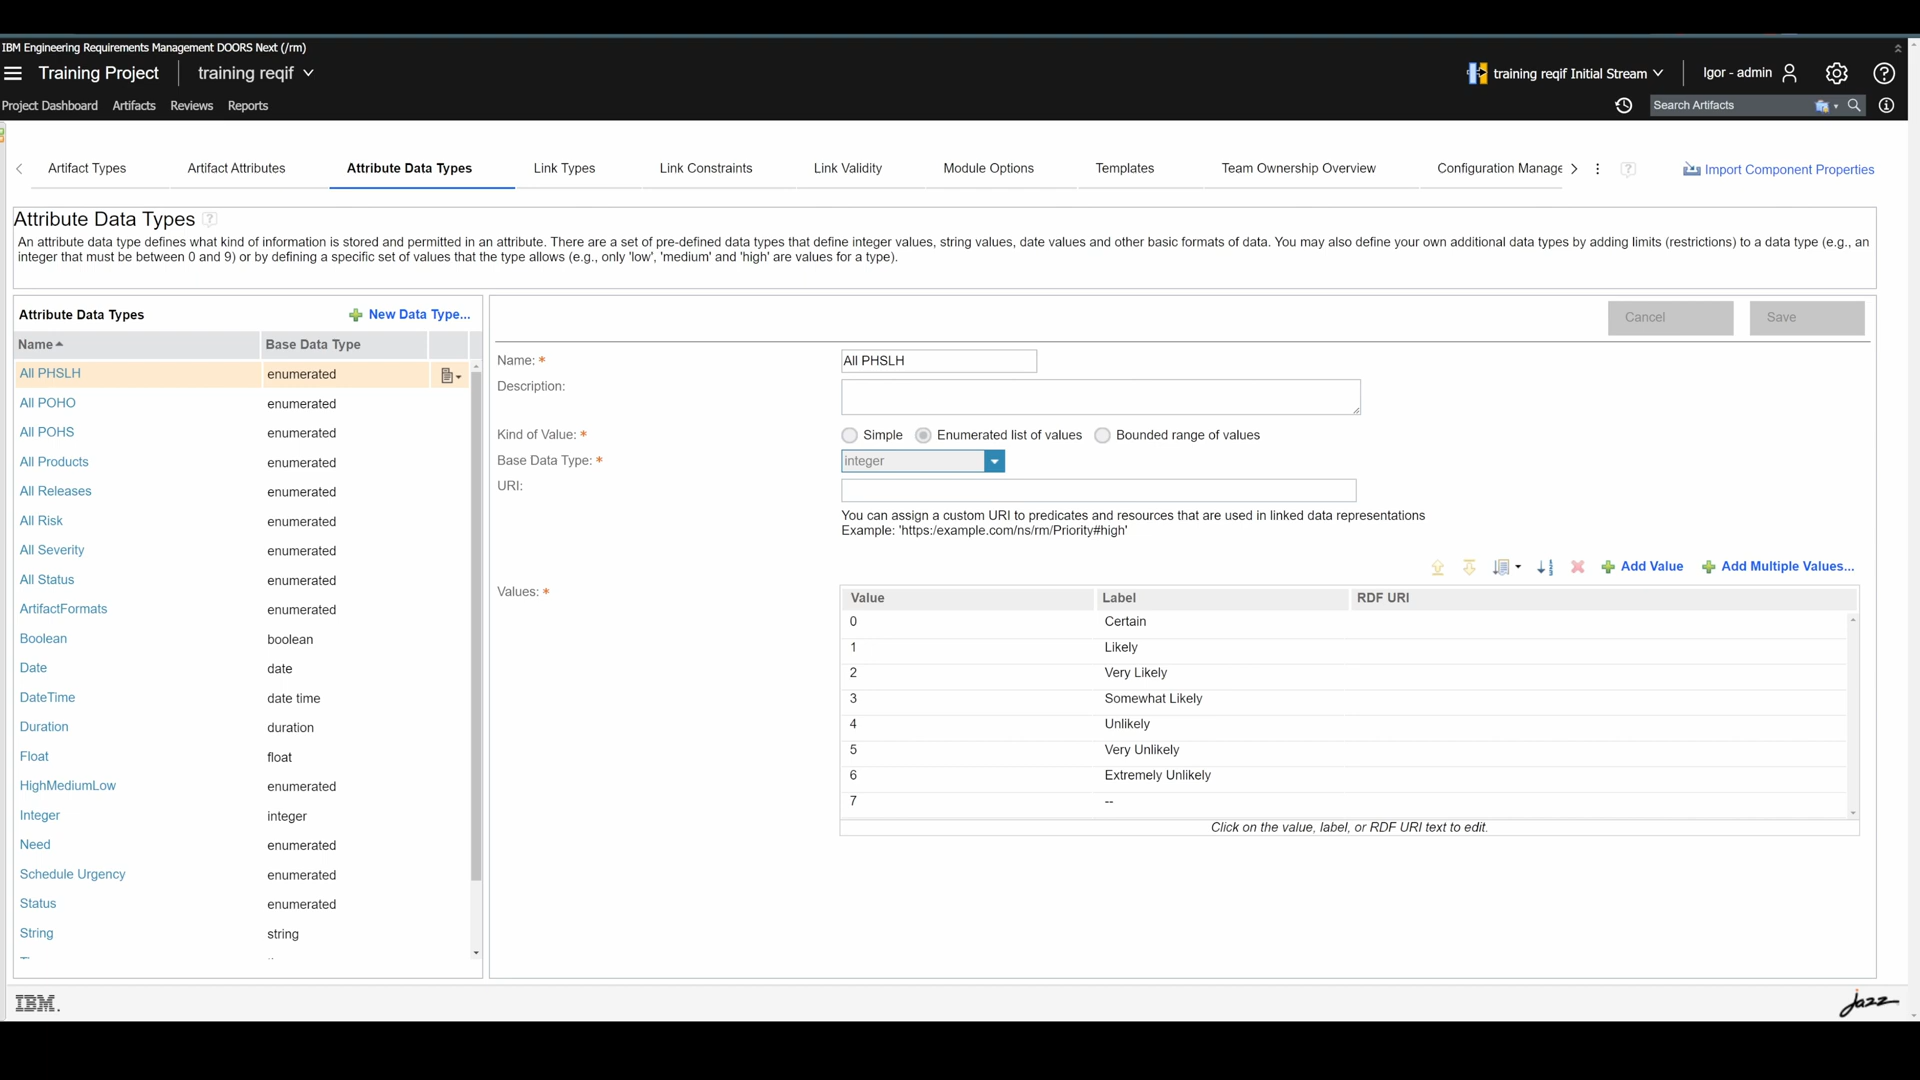 IBM Engineering Requirements Management DOORS Next (/rm)
Training Project training reqif training reqif Initial Stream Igor - admin
Project Dashboard Artifacts Reviews Reports Search Artifacts
Artifact Types Artifact Attributes Attribute Data Types Link Types Link Constraints Link Validity Module Options Templates Team Ownership Overview Configuration Manage Import Component Properties
Attribute Data Types
An attribute data type defines what kind of information is stored and permitted in an attribute. There are a set of pre-defined data types that define integer values, string values, date values and other basic formats of data. You may also define your own additional data types by adding limits (restrictions) to a data type (e.g., an
integer that must be between 0 and 9) or by defining a specific set of values that the type allows (e.g., only 'low', 'medium' and 'high' are values for a type).
Attribute Data Types New Data Type...
Name Base Data Type
All PHSLH enumerated
All POHO enumerated
All POHS enumerated
All Products enumerated
All Releases enumerated
All Risk enumerated
All Severity enumerated
All Status enumerated
ArtifactFormats enumerated
Boolean boolean
Date date
DateTime date time
Duration duration
Float float
HighMediumLow enumerated
Integer integer
Need enumerated
Schedule Urgency enumerated
Status enumerated
String string
Cancel Save
Name: * All PHSLH
Description:
Kind of Value: * Simple Enumerated list of values Bounded range of values
Base Data Type: * integer
URI:
You can assign a custom URI to predicates and resources that are used in linked data representations
Example: 'https:/example.com/ns/rm/Priority#high'
Add Value Add Multiple Values...
Values: *
Value Label RDF URI
0 Certain
1 Likely
2 Very Likely
3 Somewhat Likely
4 Unlikely
5 Very Unlikely
6 Extremely Unlikely
7 --
Click on the value, label, or RDF URI text to edit.
IBM. jazz